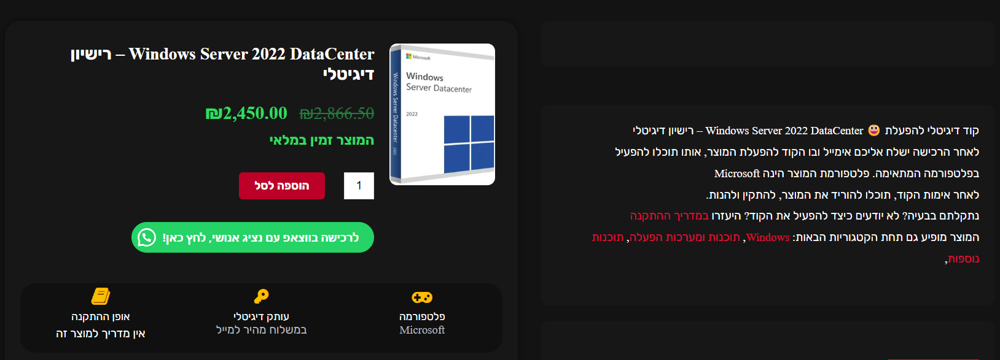 קוד דיגיטלי להפעלת 😀 Windows Server 2022 DataCenter – רישיון דיגיטלי
לאחר הרכישה ישלח אליכם אימייל ובו הקוד להפעלת המוצר, אותו תוכלו להפעיל
בפלטפורמה המתאימה. פלטפורמת המוצר הינה Microsoft
לאחר אימות הקוד, תוכלו להוריד את המוצר, להתקין ולהנות.
נתקלתם בבעיה? לא יודעים כיצד להפעיל את הקוד? היעזרו במדריך ההתקנה
המוצר מופיע גם תחת הקטגוריות הבאות: Windows, תוכנות ומערכות הפעלה, תוכנות
נוספות,
Microsoft
Windows
Server Datacenter
2022
Windows Server Datacenter 2022
Windows Server 2022 DataCenter – רישיון
דיגיטלי
₪2,866.50 ₪2,450.00
המוצר זמין במלאי
1 הוספה לסל
לרכישה בווצאפ עם נציג אנושי, לחץ כאן!
פלטפורמה
Microsoft
עותק דיגיטלי
במשלוח מהיר למייל
אופן ההתקנה
אין מדריך למוצר זה